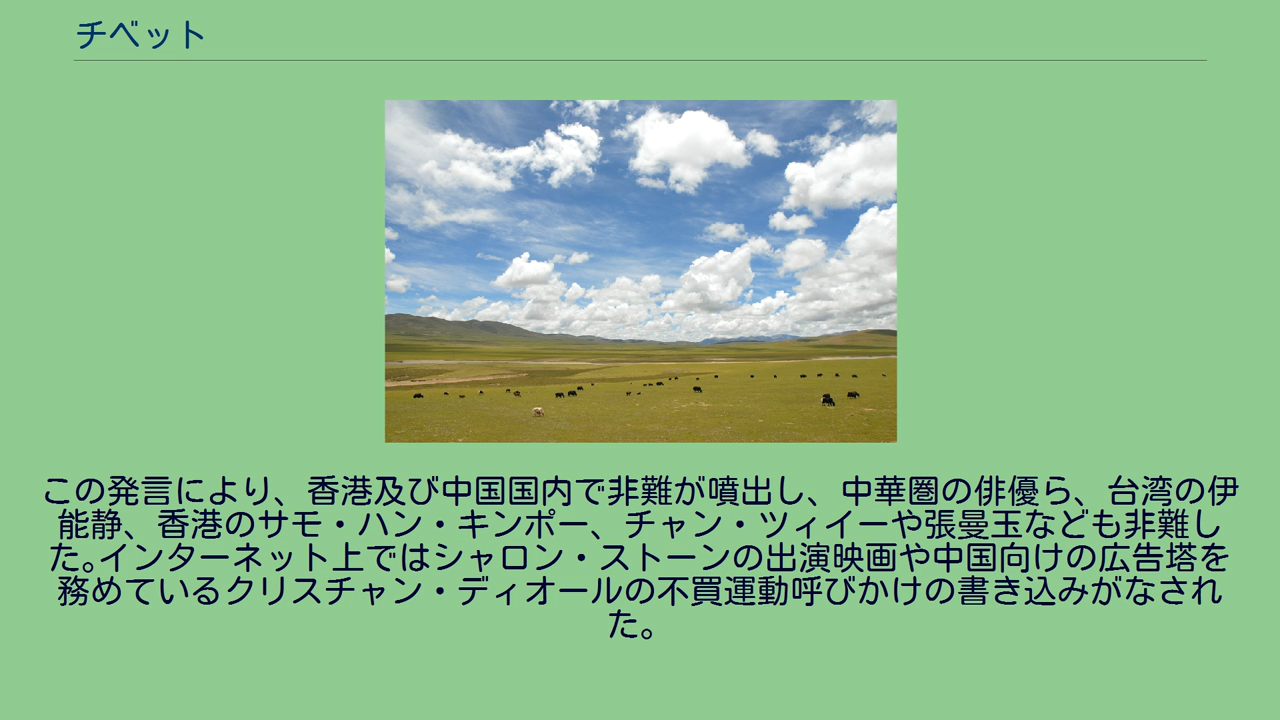 チベット
この発言により、香港及び中国国内で非難が噴出し、中華圏の俳優ら、台湾の伊
能静、香港のサモ・ハン・キンポー、チャン・ツィイーや張曼玉なども非難し
た。インターネット上ではシャロン・ストーンの出演映画や中国向けの広告塔を
務めているクリスチャン・ディオールの不買運動呼びかけの書き込みがなされ
た。